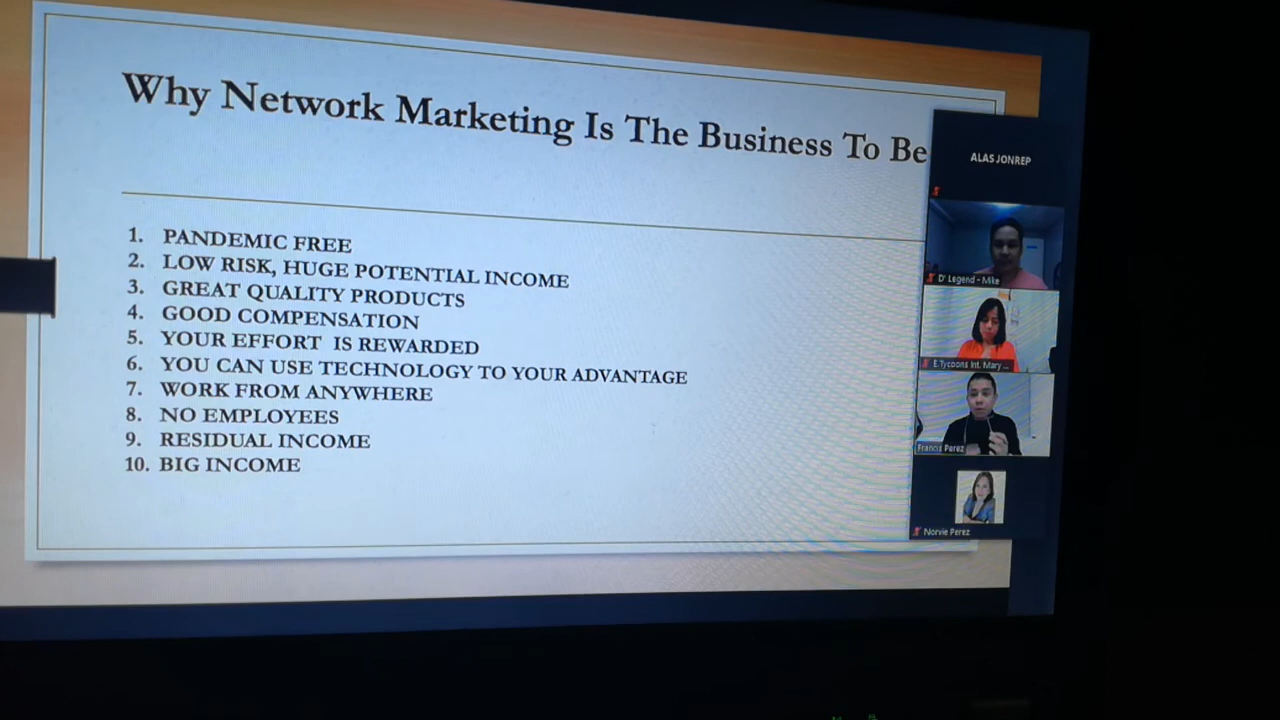 Why Network Marketing Is The Business To Be
1. PANDEMIC FREE
2. LOW RISK, HUGE POTENTIAL INCOME
3. GREAT QUALITY PRODUCTS
4. GOOD COMPENSATION
5. YOUR EFFORT IS REWARDED
6. YOU CAN USE TECHNOLOGY TO YOUR ADVANTAGE
7. WORK FROM ANYWHERE
8. NO EMPLOYEES
9. RESIDUAL INCOME
10. BIG INCOME
ALAS JONREP
D' Legend - Mike
E.Tycoons Int. Mary ...
Francis Perez
Norvie Perez